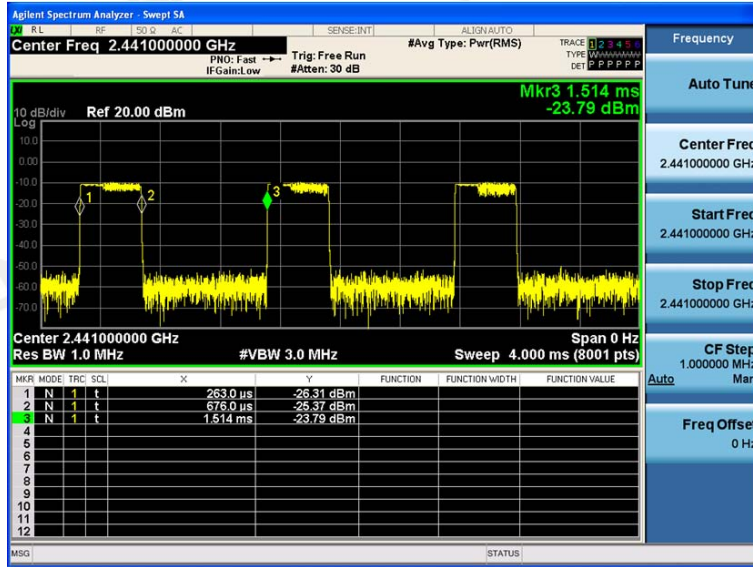 Agilent Spectrum Analyzer - Swept SA
LXI RL RF 50 Ω AC SENSE:INT ALIGN AUTO
Center Freq 2.441000000 GHz #Avg Type: Pwr(RMS) TRACE 1 2 3 4 5 6
PNO: Fast Trig: Free Run TYPE W
IFGain:Low #Atten: 30 dB DET P P P P P P
Mkr3 1.514 ms
10 dB/div Ref 20.00 dBm -23.79 dBm
Log
10.0
0.00
-10.0
-20.0
-30.0
-40.0
-50.0
-60.0
-70.0
1
2
3
Center 2.441000000 GHz Span 0 Hz
Res BW 1.0 MHz #VBW 3.0 MHz Sweep 4.000 ms (8001 pts)
MKR MODE TRC SCL X Y FUNCTION FUNCTION WIDTH FUNCTION VALUE
1 N 1 t 263.0 µs -26.31 dBm
2 N 1 t 676.0 µs -25.37 dBm
3 N 1 t 1.514 ms -23.79 dBm
4
5
6
7
8
9
10
11
12
MSG STATUS
Frequency
Auto Tune
Center Freq
2.441000000 GHz
Start Freq
2.441000000 GHz
Stop Freq
2.441000000 GHz
CF Step
1.000000 MHz
Auto Man
Freq Offset
0 Hz